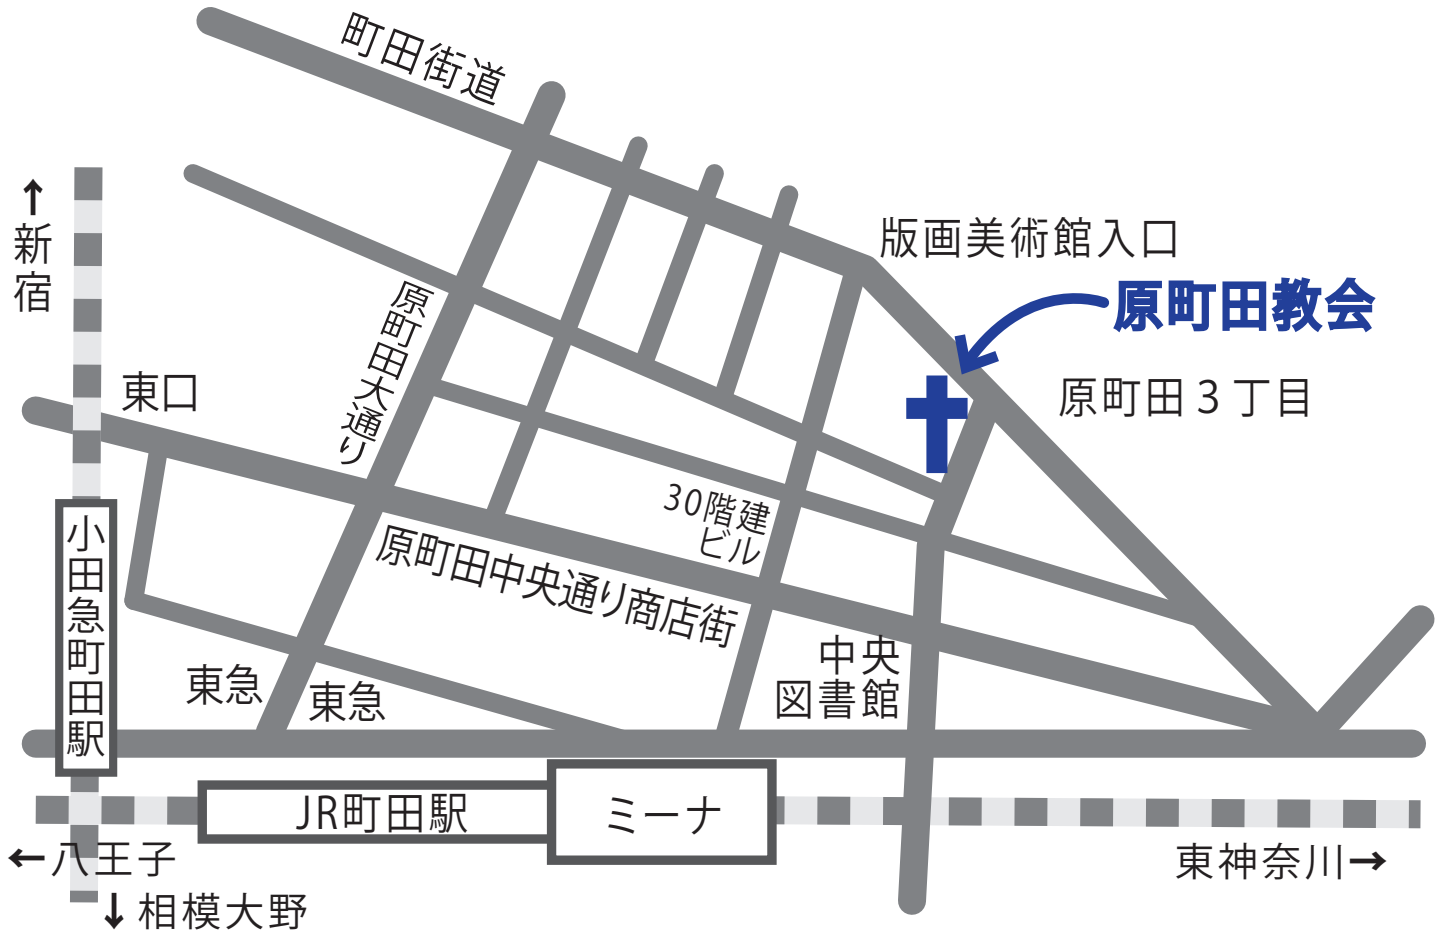 町田街道
↑
新宿
版画美術館入口
原町田教会
原町田大通り
東口
原町田3丁目
30階建
ビル
小田急町田駅
原町田中央通り商店街
中央
図書館
東急
東急
JR町田駅
ミーナ
←八王子
東神奈川→
↓相模大野